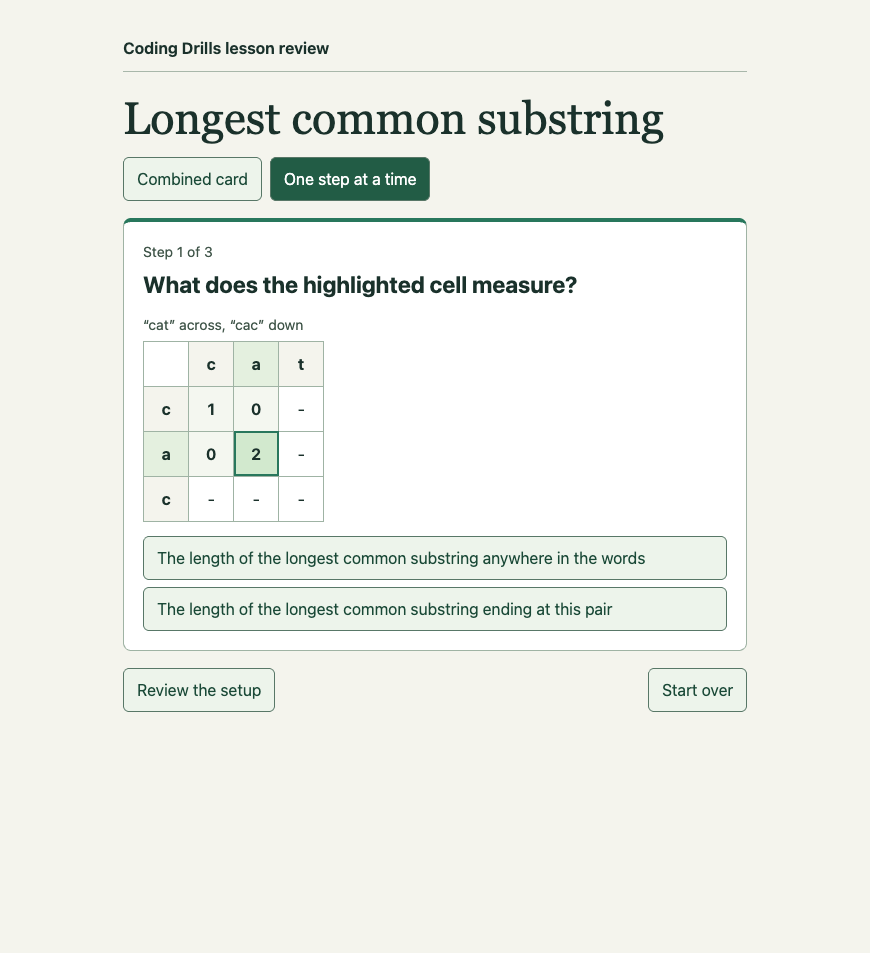 Coding Drills lesson review
Longest common substring
Combined card One step at a time
Step 1 of 3
What does the highlighted cell measure?
“cat” across, “cac” down
c a t
c 1 0 -
a 0 2 -
c - - -
The length of the longest common substring anywhere in the words
The length of the longest common substring ending at this pair
Review the setup Start over